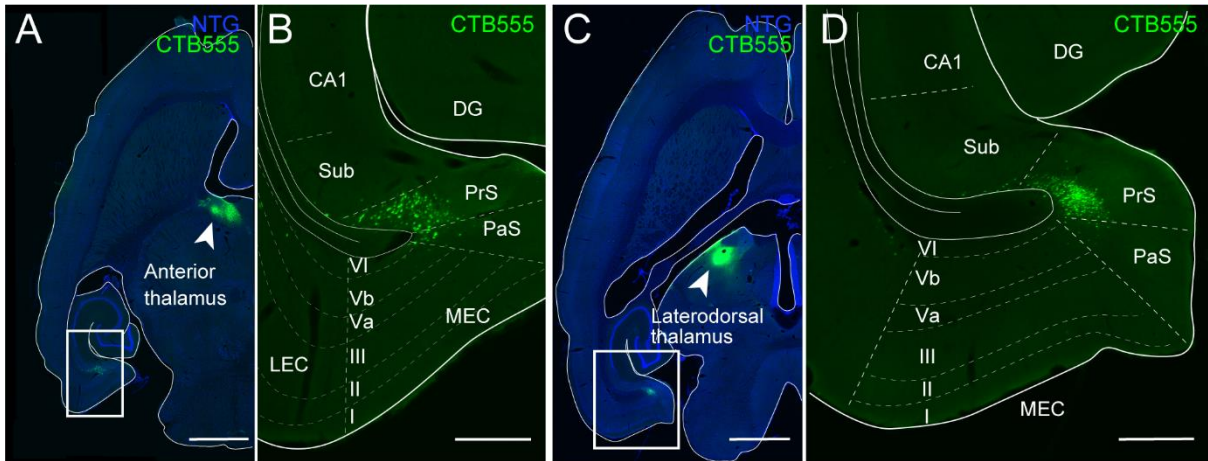 A
NTG
CTB555
Anterior
thalamus
B
CTB555
CA1
DG
Sub
PrS
PaS
VI
Vb
Va
MEC
LEC
III
II
I
C
NTG
CTB555
Laterodorsal
thalamus
D
CTB555
CA1
DG
Sub
PrS
PaS
VI
Vb
Va
III
II
I
MEC